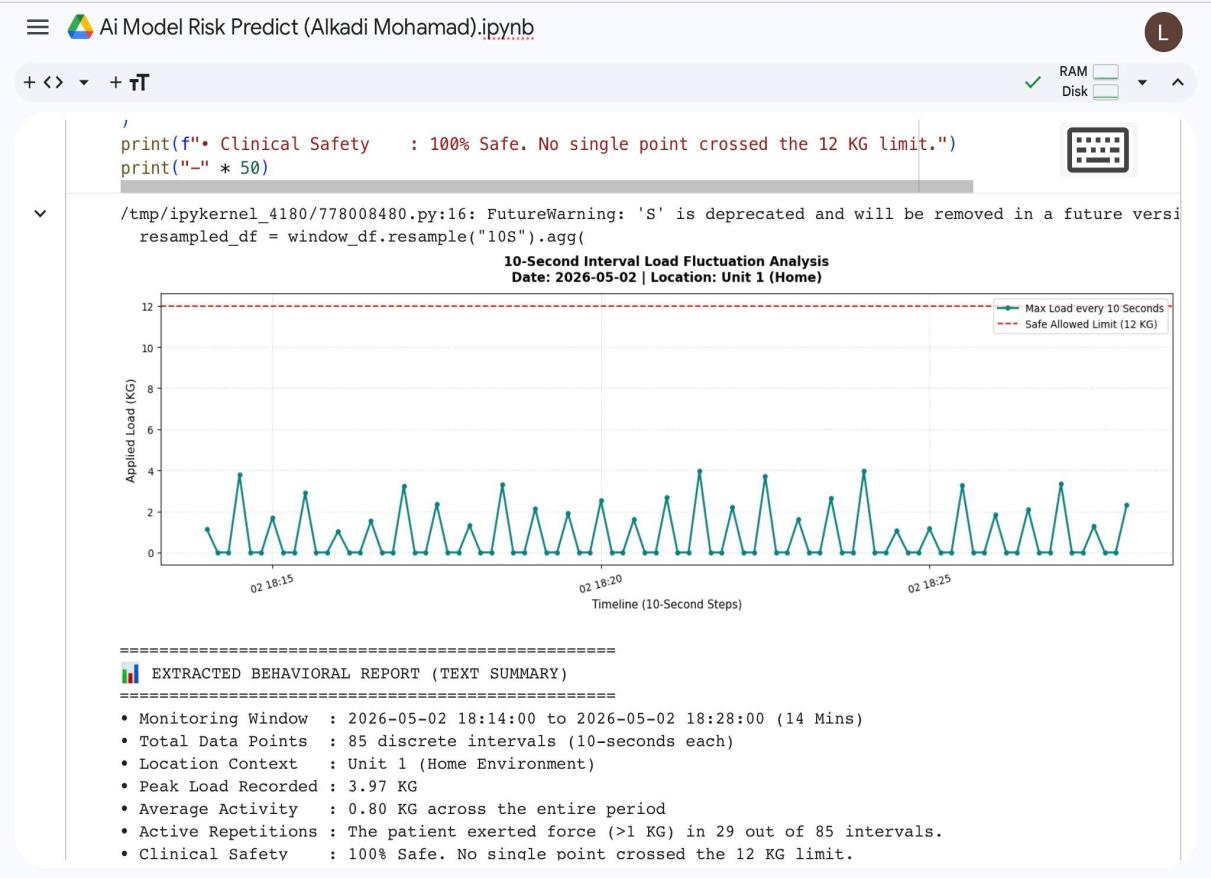 Ai Model Risk Predict (Alkadi Mohamad).ipynb
L
+ <> + TT
RAM
Disk
)
print(f"• Clinical Safety    : 100% Safe. No single point crossed the 12 KG limit.")
print("-" * 50)
/tmp/ipykernel_4180/778008480.py:16: FutureWarning: 'S' is deprecated and will be removed in a future versi
resampled_df = window_df.resample("10S").agg(
10-Second Interval Load Fluctuation Analysis
Date: 2026-05-02 | Location: Unit 1 (Home)
Max Load every 10 Seconds
Safe Allowed Limit (12 KG)
Applied Load (KG)
12
10
8
6
4
2
0
02 18:15
02 18:20
02 18:25
Timeline (10-Second Steps)
==================================================
EXTRACTED BEHAVIORAL REPORT (TEXT SUMMARY)
==================================================
• Monitoring Window  : 2026-05-02 18:14:00 to 2026-05-02 18:28:00 (14 Mins)
• Total Data Points  : 85 discrete intervals (10-seconds each)
• Location Context   : Unit 1 (Home Environment)
• Peak Load Recorded : 3.97 KG
• Average Activity   : 0.80 KG across the entire period
• Active Repetitions : The patient exerted force (>1 KG) in 29 out of 85 intervals.
• Clinical Safety    : 100% Safe. No single point crossed the 12 KG limit.